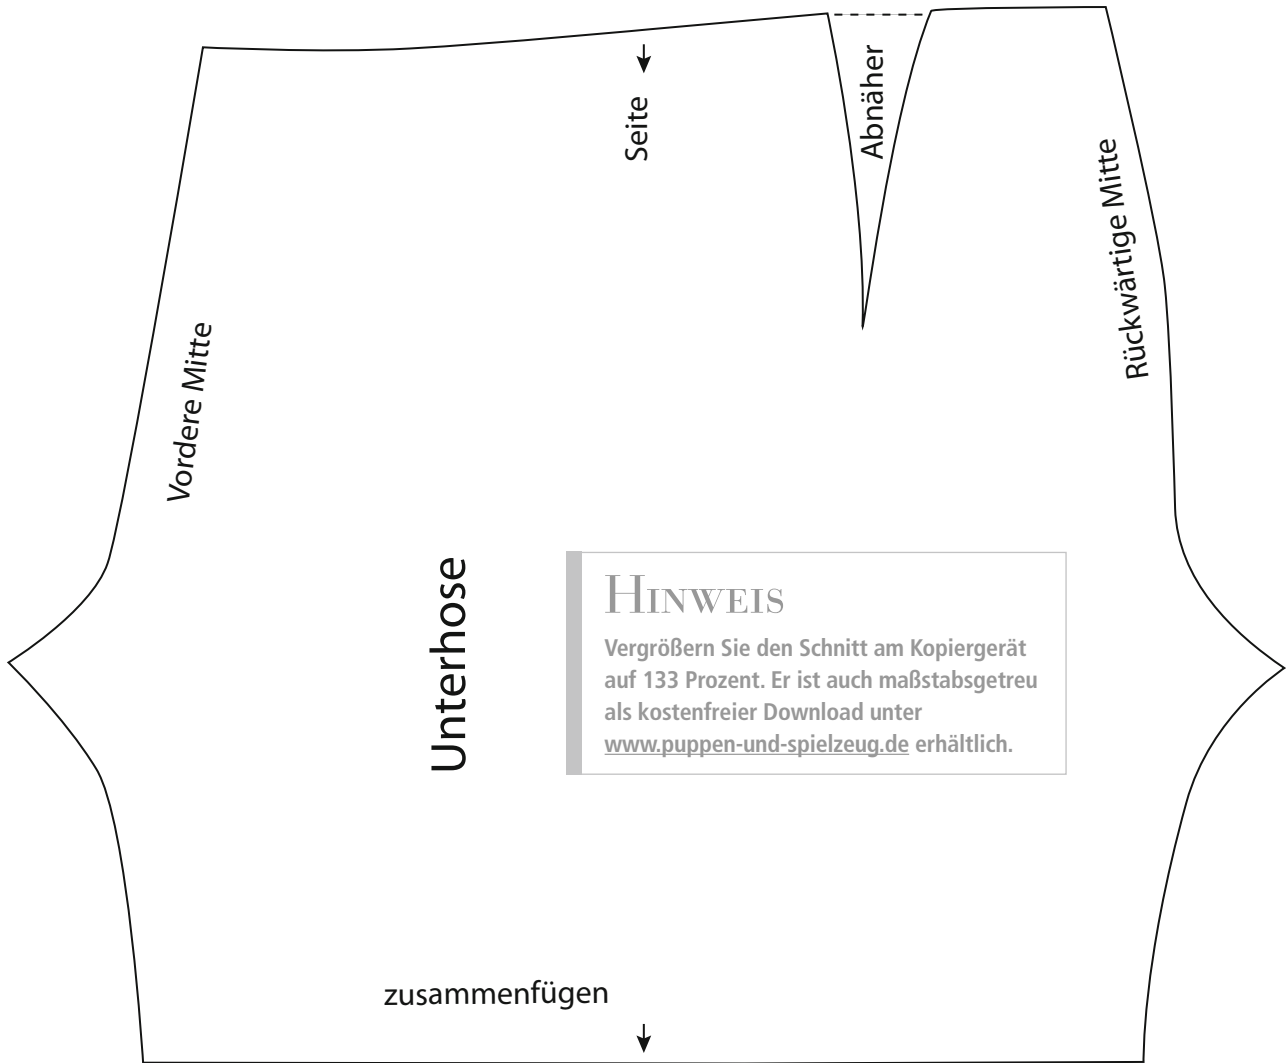 Seite
Abnäher
Rückwärtige Mitte
Vordere Mitte
Unterhose
HINWEIS
Vergrößern Sie den Schnitt am Kopiergerät
auf 133 Prozent. Er ist auch maßstabsgetreu
als kostenfreier Download unter
www.puppen-und-spielzeug.de erhältlich.
zusammenfügen